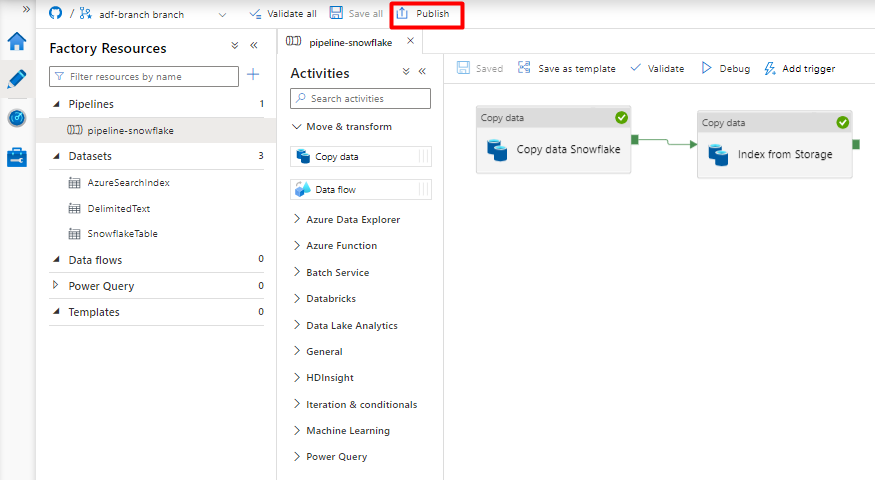 adf-branch branch
Validate all
Save all
Publish
Factory Resources
Filter resources by name
Pipelines 1
pipeline-snowflake
Datasets 3
AzureSearchIndex
DelimitedText
SnowflakeTable
Data flows 0
Power Query 0
Templates 0
pipeline-snowflake
Activities
Search activities
Move & transform
Copy data
Data flow
Azure Data Explorer
Azure Function
Batch Service
Databricks
Data Lake Analytics
General
HDInsight
Iteration & conditionals
Machine Learning
Power Query
Saved
Save as template
Validate
Debug
Add trigger
Copy data
Copy data Snowflake
Copy data
Index from Storage